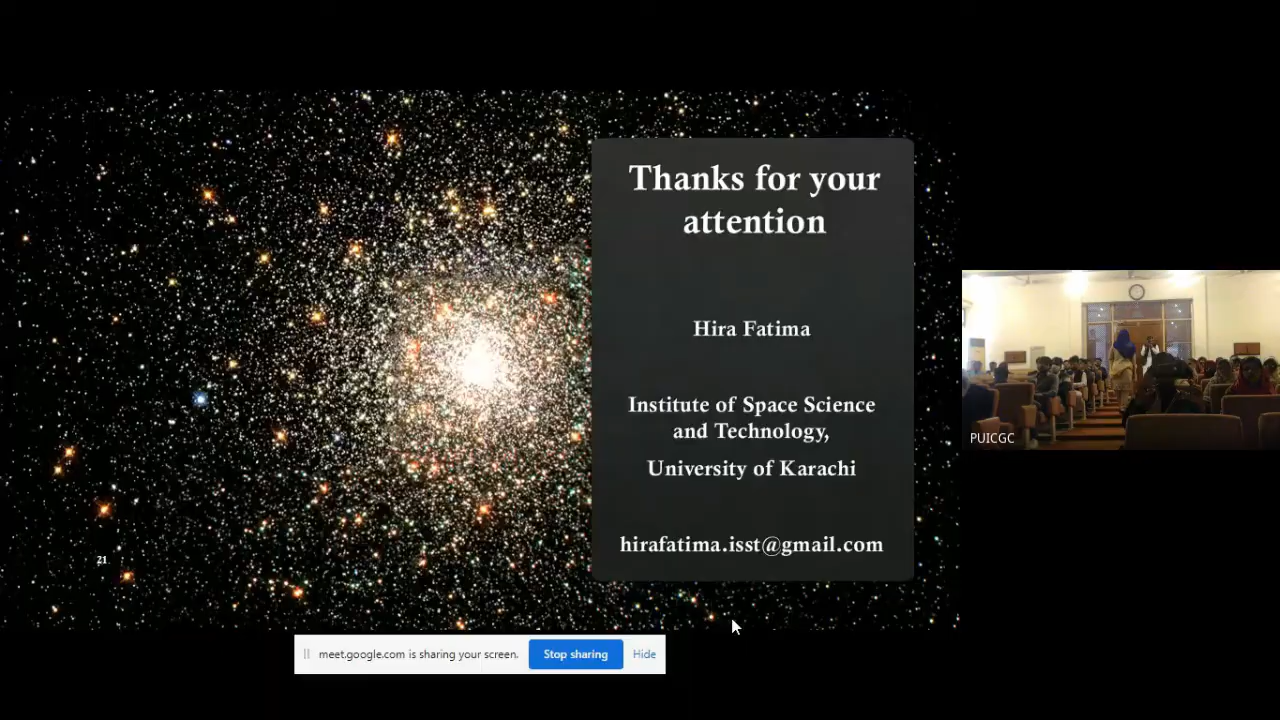 Thanks for your
attention
Hira Fatima
Institute of Space Science
and Technology,
University of Karachi
hirafatima.isst@gmail.com
21
PUICGC
meet.google.com is sharing your screen.
Stop sharing
Hide